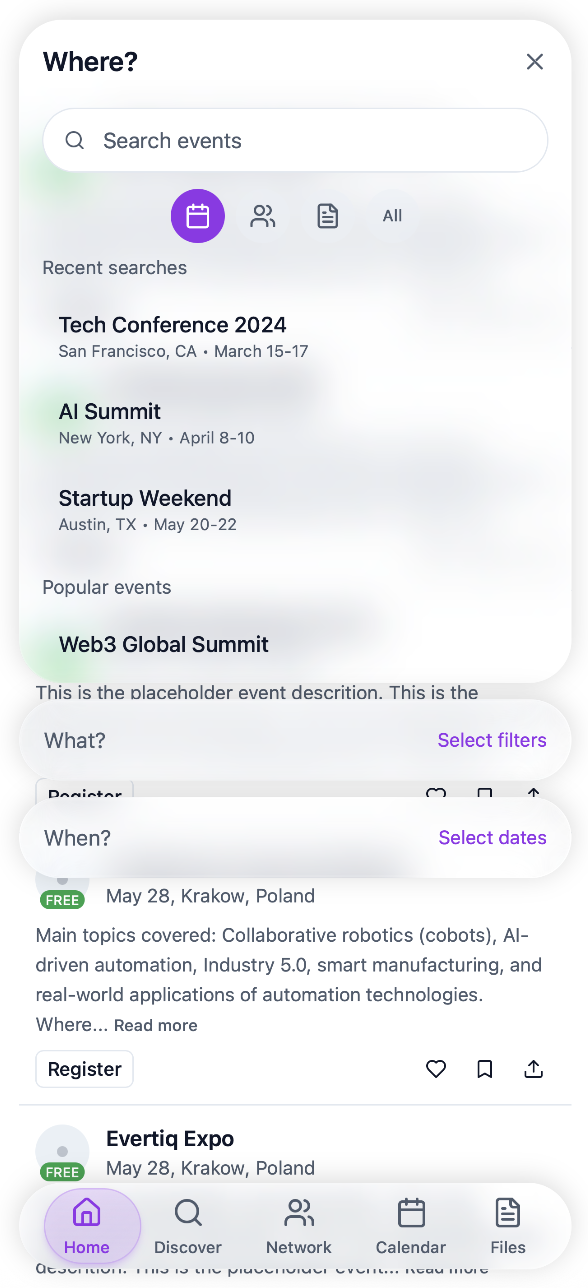 Where?
Search events
All
Recent searches
Tech Conference 2024
San Francisco, CA • March 15-17
AI Summit
New York, NY • April 8-10
Startup Weekend
Austin, TX • May 20-22
Popular events
Web3 Global Summit
This is the placeholder event descrition. This is the
What?
Select filters
Register
When?
Select dates
FREE
May 28, Krakow, Poland
Main topics covered: Collaborative robotics (cobots), AI-
driven automation, Industry 5.0, smart manufacturing, and
real-world applications of automation technologies.
Where... Read more
Register
Evertiq Expo
FREE
May 28, Krakow, Poland
Home
Discover
Network
Calendar
Files
descrition. This is the placeholder event... Read more